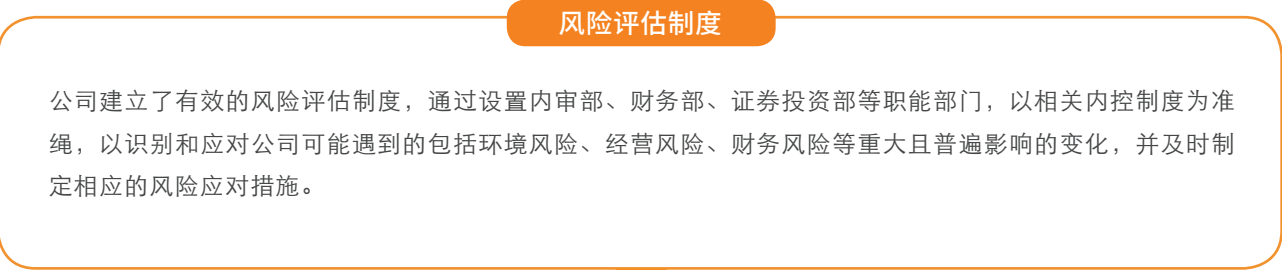 风险评估制度
公司建立了有效的风险评估制度，通过设置内审部、财务部、证券投资部等职能部门，以相关内控制度为准
绳，以识别和应对公司可能遇到的包括环境风险、经营风险、财务风险等重大且普遍影响的变化，并及时制
定相应的风险应对措施。